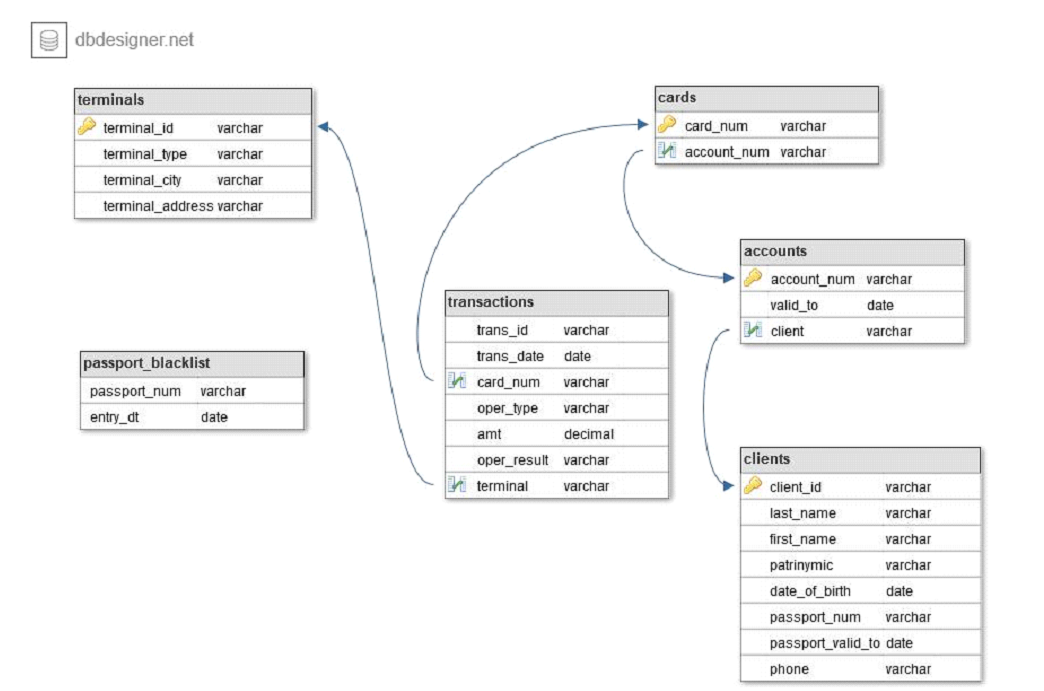 dbdesigner.net
terminals
terminal_id varchar
terminal_type varchar
terminal_city varchar
terminal_address varchar
passport_blacklist
passport_num varchar
entry_dt date
transactions
trans_id varchar
trans_date date
card_num varchar
oper_type varchar
amt decimal
oper_result varchar
terminal varchar
cards
card_num varchar
account_num varchar
accounts
account_num varchar
valid_to date
client varchar
clients
client_id varchar
last_name varchar
first_name varchar
patrinymic varchar
date_of_birth date
passport_num varchar
passport_valid_to date
phone varchar